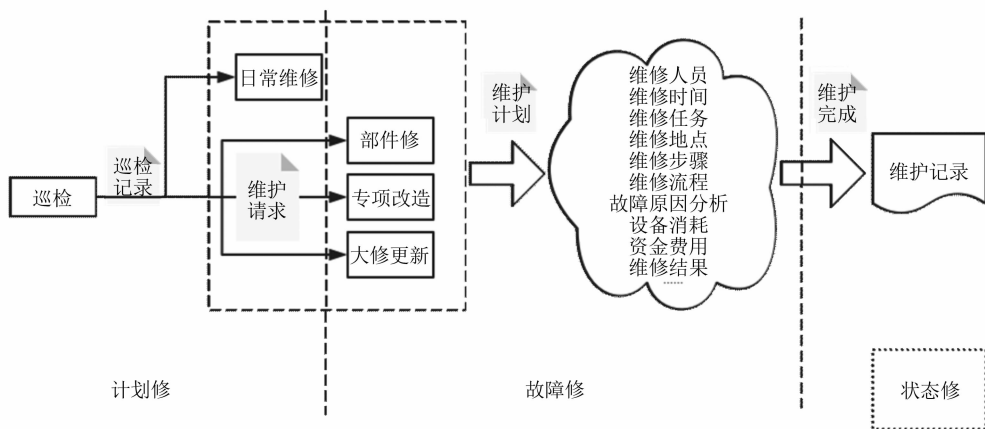 巡检
巡检
记录
日常维修
维护
请求
部件修
专项改造
大修更新
维护
计划
维修人员
维修时间
维修任务
维修地点
维修步骤
维修流程
故障原因分析
设备消耗
资金费用
维修结果
……
维护
完成
维护记录
计划修
故障修
状态修